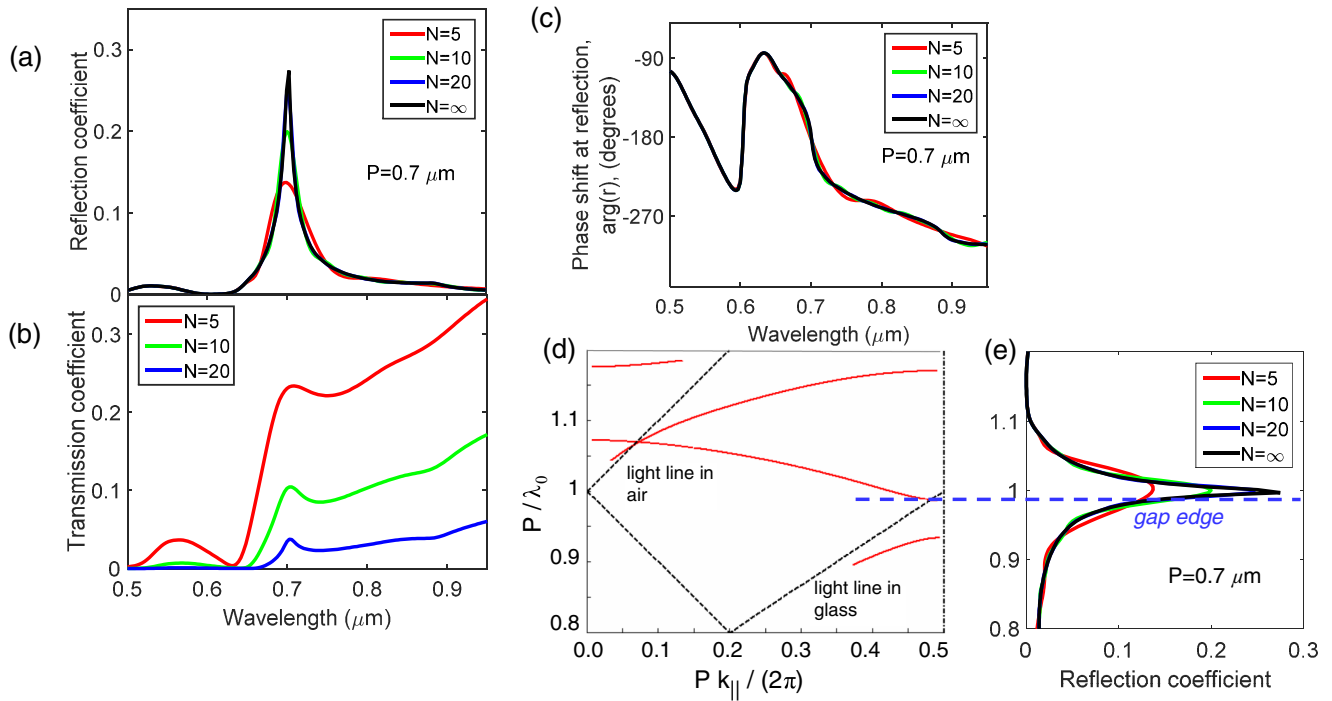 (a)
Reflection coefficient
0.3
0.2
0.1
0
N=5
N=10
N=20
N=∞
P=0.7 μm
(b)
Transmission coefficient
0.3
0.2
0.1
0
N=5
N=10
N=20
0.5 0.6 0.7 0.8 0.9
Wavelength (μm)
(c)
Phase shift at reflection,
arg(r), (degrees)
-90
-180
-270
N=5
N=10
N=20
N=∞
P=0.7 μm
0.5 0.6 0.7 0.8 0.9
Wavelength (μm)
(d)
P / λ0
1.1
1
0.9
0.8
light line in
air
light line in
glass
0.0 0.1 0.2 0.3 0.4 0.5
P k|| / (2π)
(e)
1.1
1
0.9
0.8
N=5
N=10
N=20
N=∞
gap edge
P=0.7 μm
0 0.1 0.2 0.3
Reflection coefficient